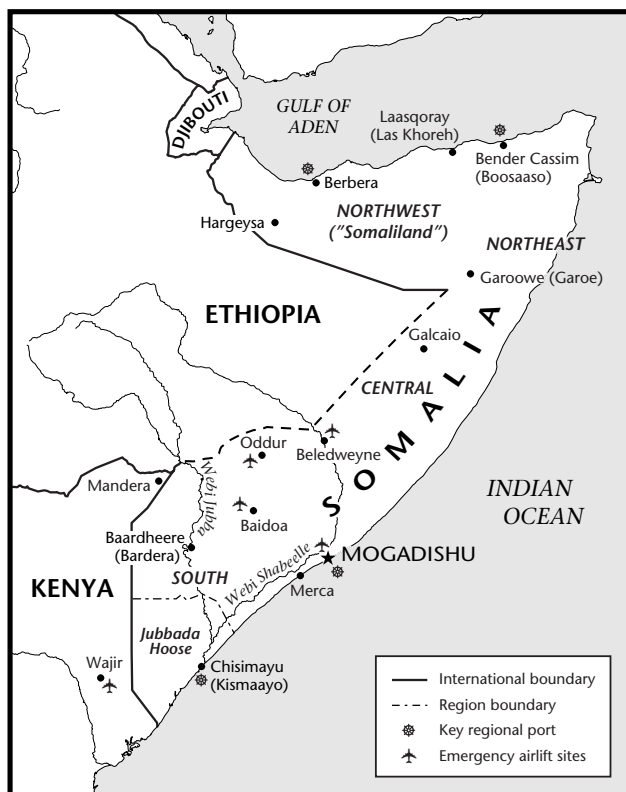 DJIBOUTI
GULF OF
ADEN
Laasqoray
(Las Khoreh)
Bender Cassim
(Boosaaso)
Berbera
Hargeysa
NORTHWEST
("Somaliland")
NORTHEAST
Garoowe (Garoe)
ETHIOPIA
Galcaio
CENTRAL
SOMALIA
Oddur
Beledweyne
Mandera
Webi Jubba
Baidoa
INDIAN
OCEAN
Baardheere
(Bardera)
MOGADISHU
SOUTH
Webi Shabeelle
KENYA
Merca
Jubbada
Hoose
Wajir
Chisimayu
(Kismaayo)
International boundary
Region boundary
Key regional port
Emergency airlift sites